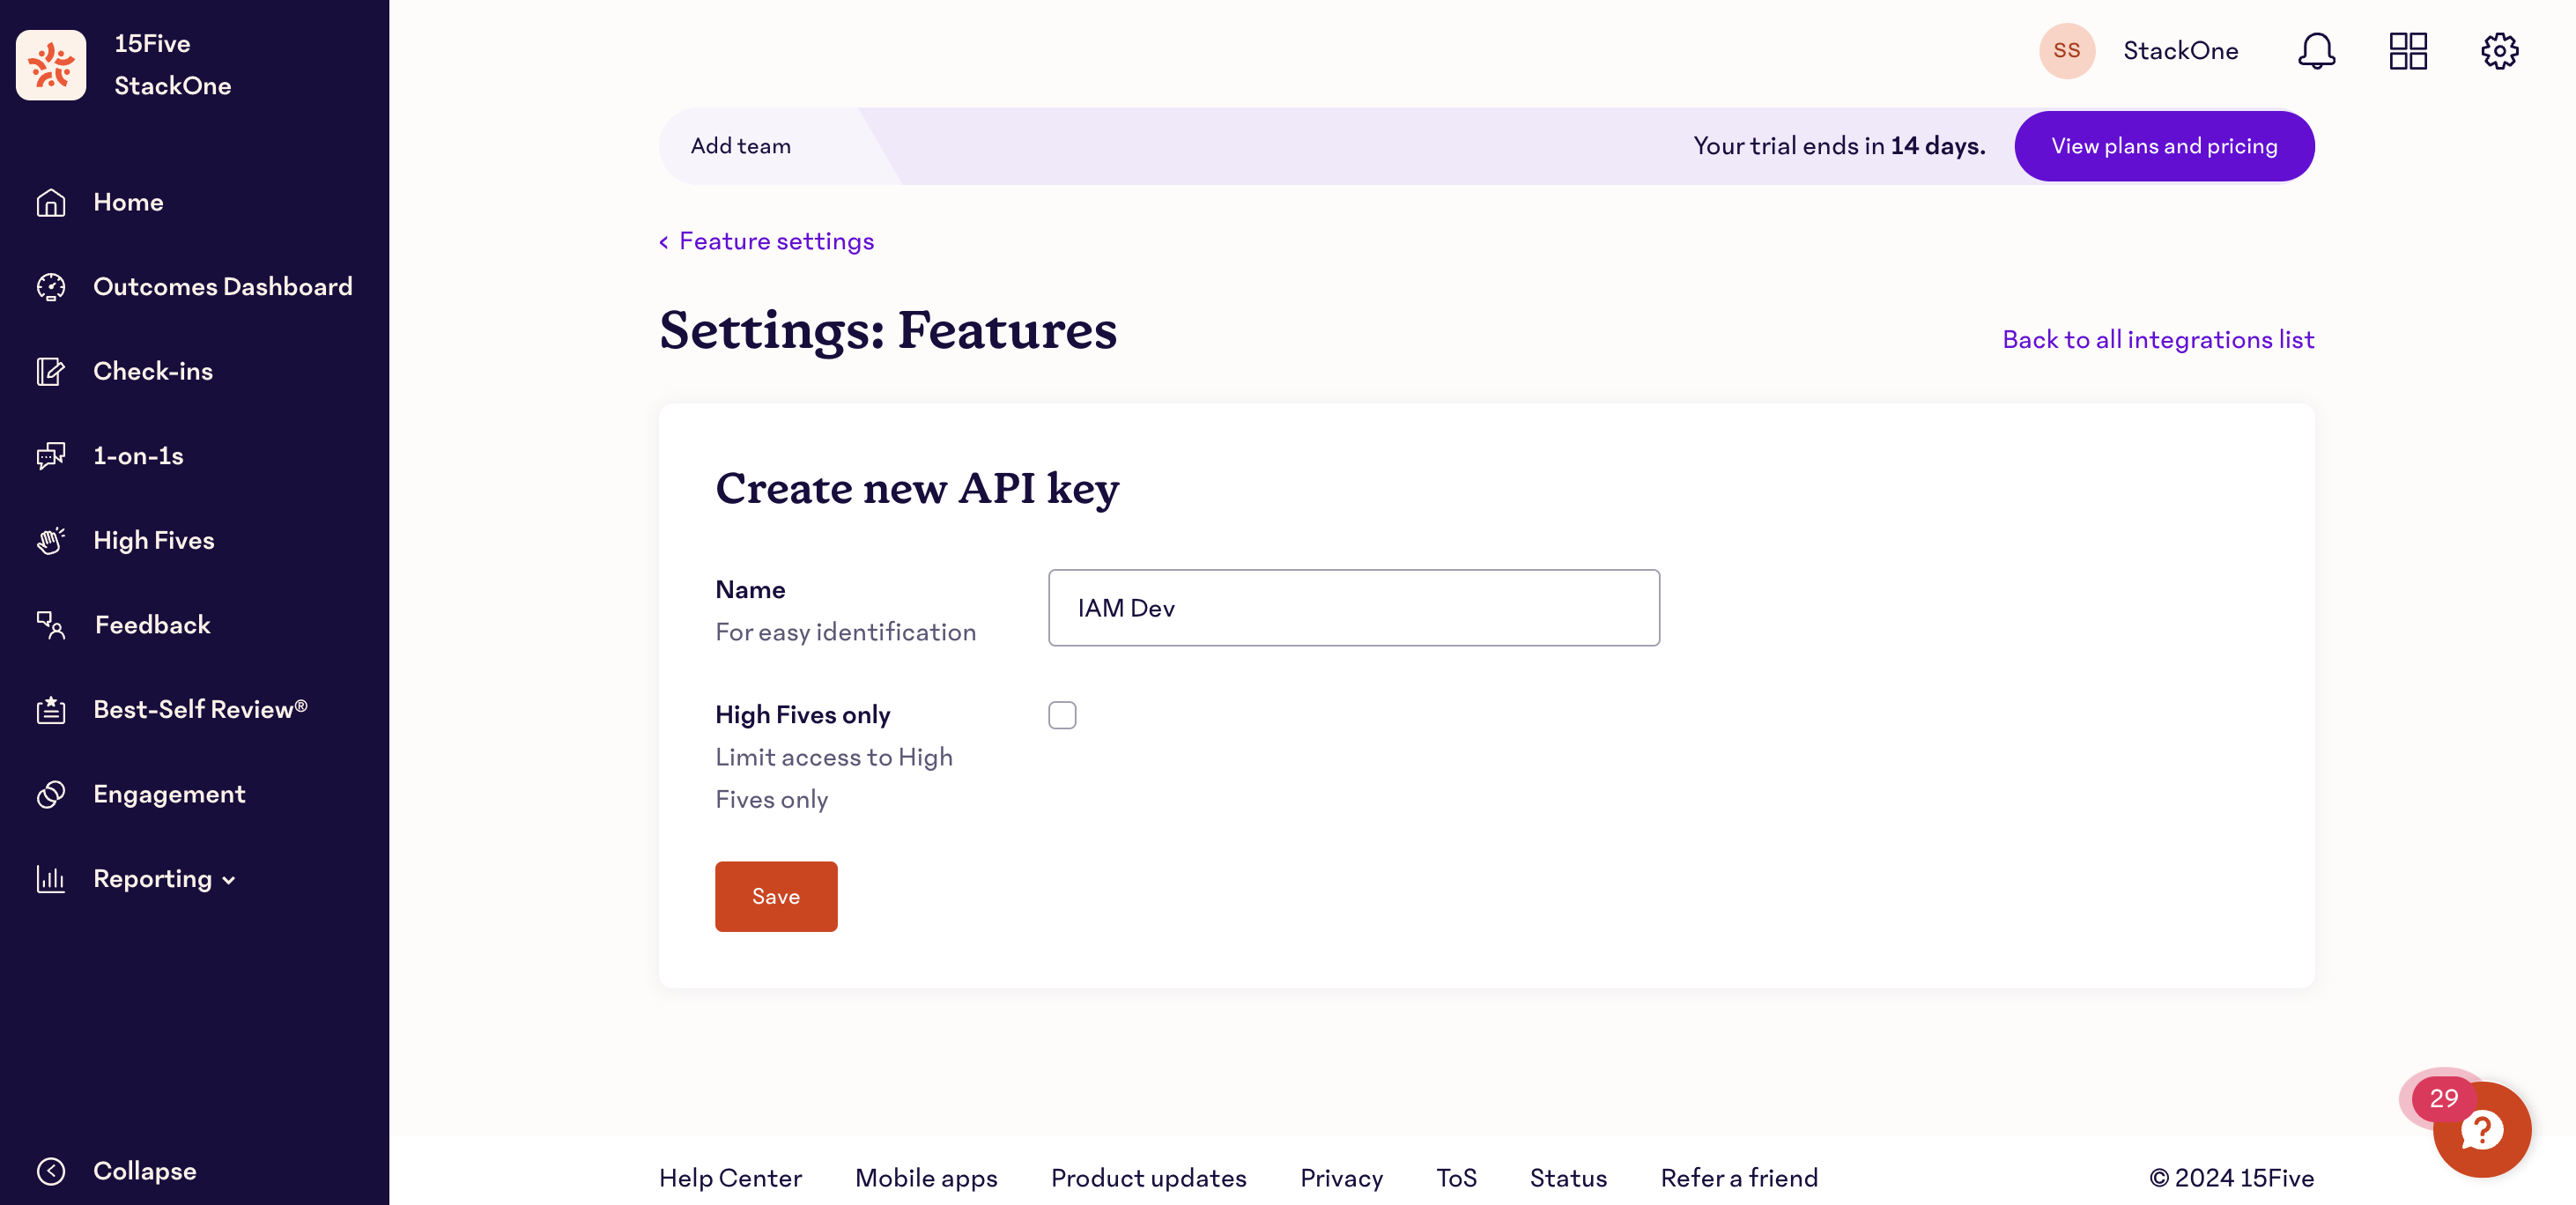 15Five
StackOne
Home
Outcomes Dashboard
Check-ins
1-on-1s
High Fives
Feedback
Best-Self Review®
Engagement
Reporting
Collapse
SS StackOne
Add team Your trial ends in 14 days. View plans and pricing
Feature settings
Settings: Features
Back to all integrations list
Create new API key
Name
For easy identification
IAM Dev
High Fives only
Limit access to High
Fives only
Save
29
Help Center Mobile apps Product updates Privacy ToS Status Refer a friend © 2024 15Five